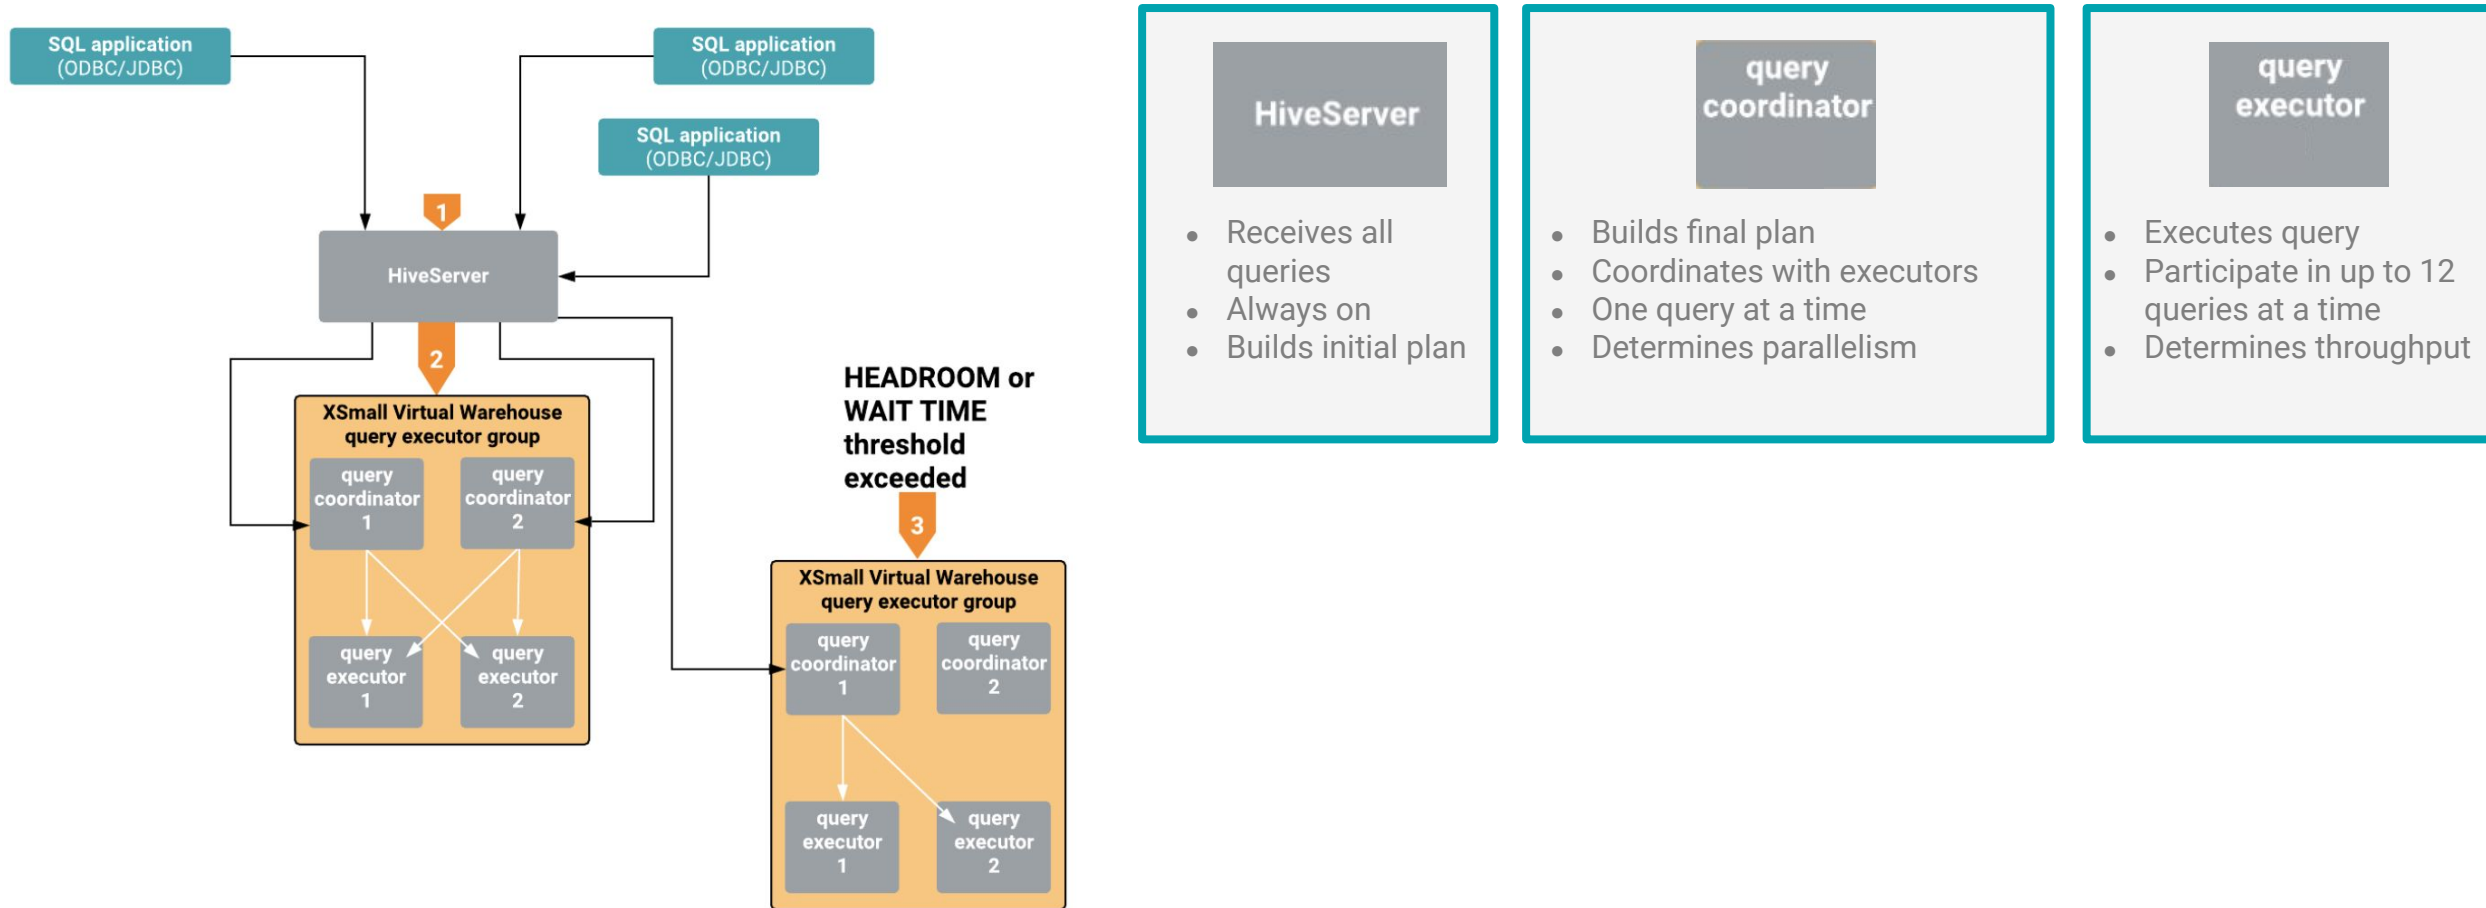 SQL application
(ODBC/JDBC)
SQL application
(ODBC/JDBC)
SQL application
(ODBC/JDBC)
1
HiveServer
2
XSmall Virtual Warehouse
query executor group
query
coordinator
1
query
coordinator
2
query
executor
1
query
executor
2
HEADROOM or
WAIT TIME
threshold
exceeded
3
XSmall Virtual Warehouse
query executor group
query
coordinator
1
query
coordinator
2
query
executor
1
query
executor
2
HiveServer
• Receives all
queries
• Always on
• Builds initial plan
query
coordinator
• Builds final plan
• Coordinates with executors
• One query at a time
• Determines parallelism
query
executor
• Executes query
• Participate in up to 12
queries at a time
• Determines throughput